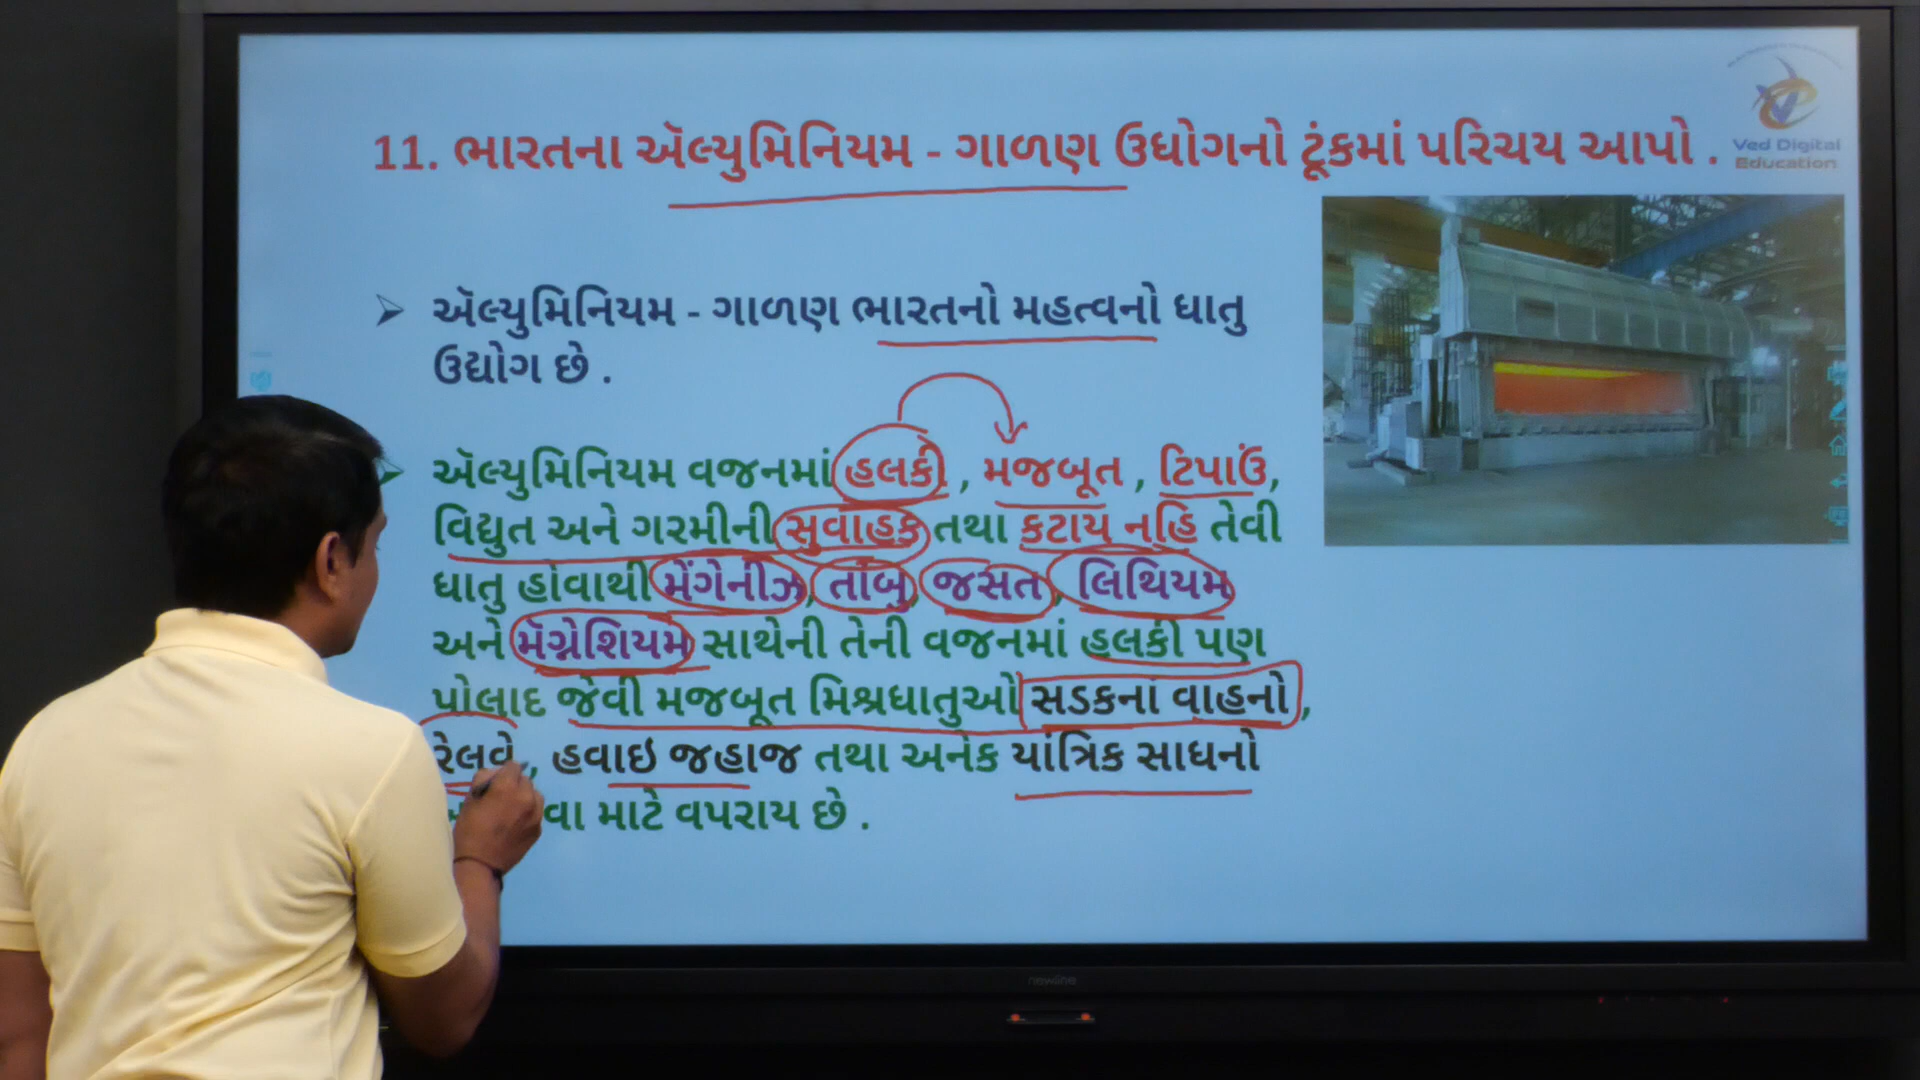 11. ભારતના ઍલ્યુમિનિયમ - ગાળણ ઉધોગનો ટૂંકમાં પરિચય આપો .
Ved Digital
Education
ઍલ્યુમિનિયમ - ગાળણ ભારતનો મહત્વનો ધાતુ
ઉદ્યોગ છે .
ઍલ્યુમિનિયમ વજનમાં હલકી , મજબૂત , ટિપાઉં,
વિદ્યુત અને ગરમીની સુવાહક તથા કટાય નહિ તેવી
ધાતુ હોવાથી મેંગેનીઝ, તાંબુ, જસત, લિથિયમ
અને મૅગ્નેશિયમ સાથેની તેની વજનમાં હલકી પણ
પોલાદ જેવી મજબૂત મિશ્રધાતુઓ સડકનાં વાહનો ,
રેલવે , હવાઇ જહાજ તથા અનેક યાંત્રિક સાધનો
માટે વપરાય છે .
newline